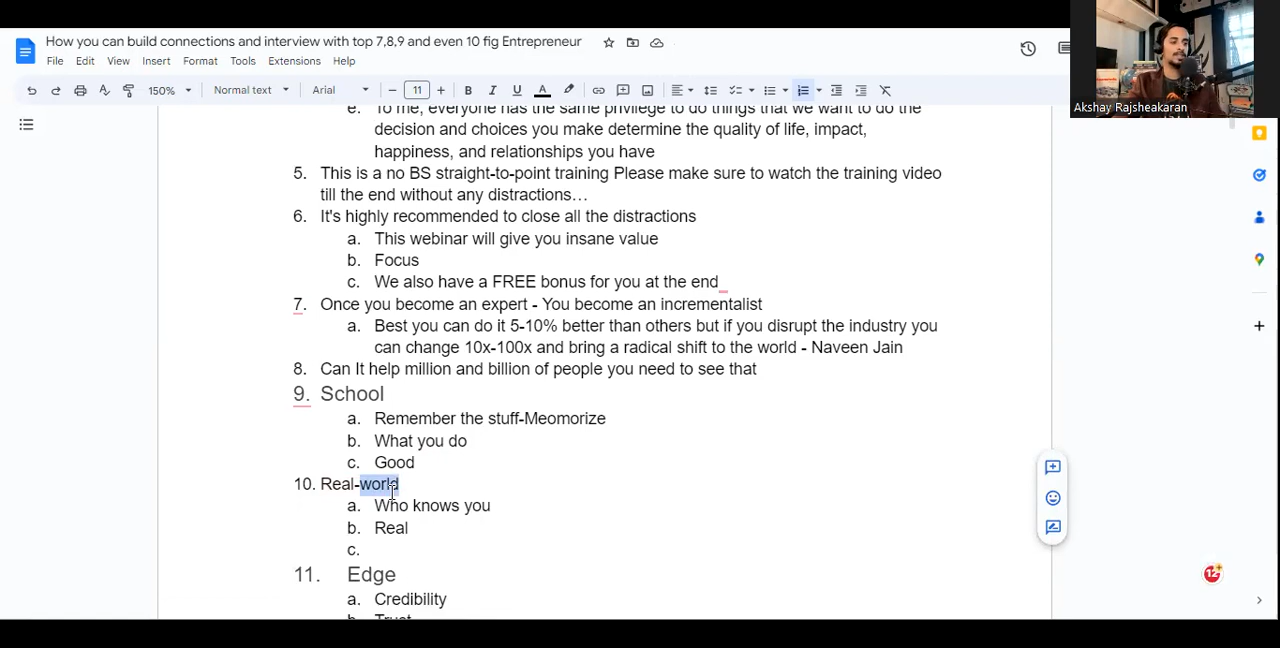 How you can build connections and interview with top 7,8,9 and even 10 fig Entrepreneur
File Edit View Insert Format Tools Extensions Help
150% Normal text Arial 11
Akshay Rajsheakaran
e. To me, everyone has the same privilege to do things that we want to do the
decision and choices you make determine the quality of life, impact,
happiness, and relationships you have
5. This is a no BS straight-to-point training Please make sure to watch the training video
till the end without any distractions…
6. It's highly recommended to close all the distractions
a. This webinar will give you insane value
b. Focus
c. We also have a FREE bonus for you at the end
7. Once you become an expert - You become an incrementalist
a. Best you can do it 5-10% better than others but if you disrupt the industry you
can change 10x-100x and bring a radical shift to the world - Naveen Jain
8. Can It help million and billion of people you need to see that
9. School
a. Remember the stuff-Meomorize
b. What you do
c. Good
10. Real-world
a. Who knows you
b. Real
c.
11. Edge
a. Credibility
b. Trust
12